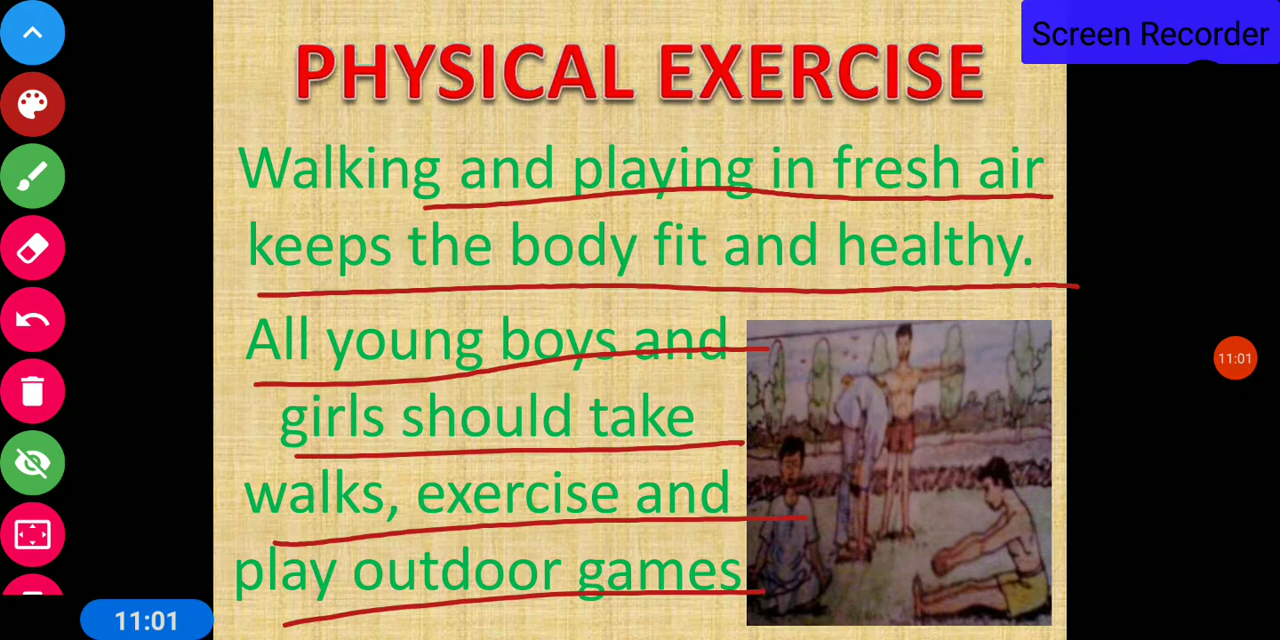 Screen Recorder
PHYSICAL EXERCISE
Walking and playing in fresh air
keeps the body fit and healthy.
All young boys and
girls should take
walks, exercise and
play outdoor games
11:01
11:01